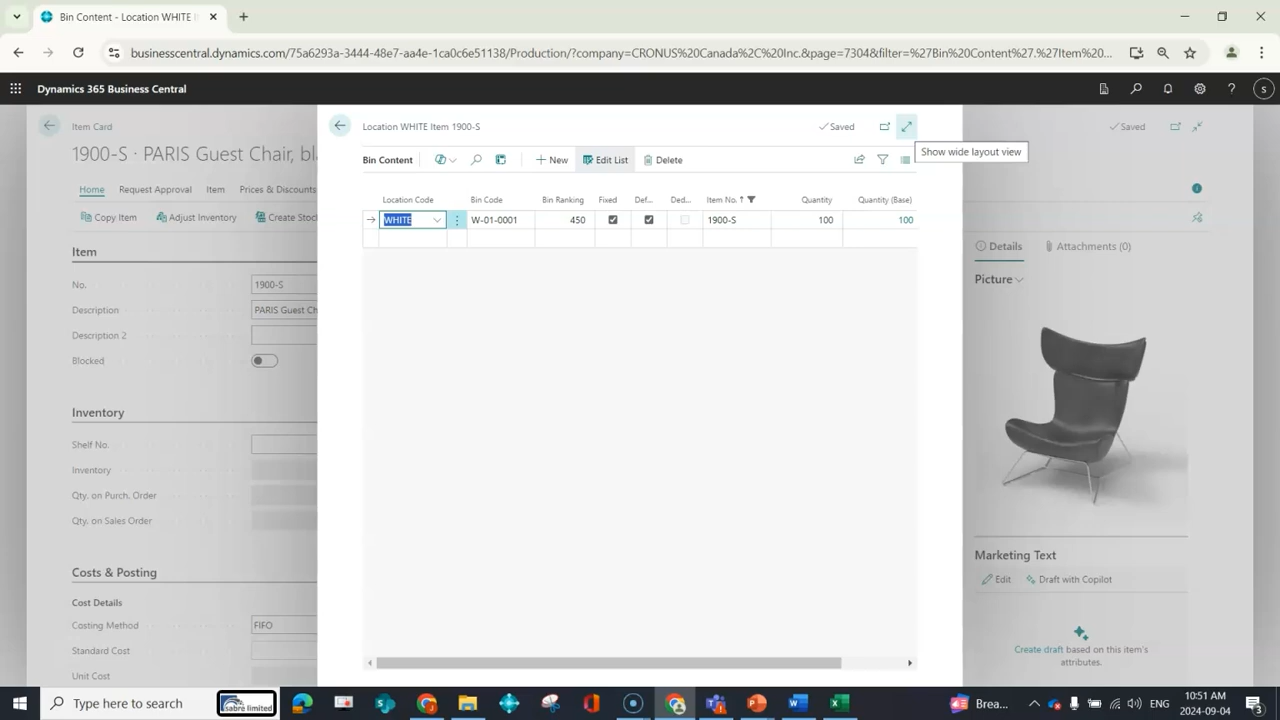 Bin Content - Location WHITE I
businesscentral.dynamics.com/75a6293a-3444-48e7-aa4e-1ca0c6e51138/Production/?company=CRONUS%20Canada%2C%20Inc.&page=7304&filter=%27Bin%20Content%27.%27Item%20...
Dynamics 365 Business Central
S
Item Card
Location WHITE Item 1900-S
Saved
Saved
Show wide layout view
1900-S · PARIS Guest Chair, bl
Bin Content
New
Edit List
Delete
Home
Request Approval
Item
Prices & Discounts
Copy Item
Adjust Inventory
Create Stoc
Location Code
Bin Code
Bin Ranking
Fixed
Def...
Ded...
Item No. ↑
Quantity
Quantity (Base)
WHITE
W-01-0001
450
1900-S
100
100
Item
No.
1900-S
Description
PARIS Guest Ch
Description 2
Blocked
Inventory
Shelf No.
Inventory
Qty. on Purch. Order
Qty. on Sales Order
Costs & Posting
Cost Details
Costing Method
FIFO
Standard Cost
Unit Cost
Details
Attachments (0)
Picture
Marketing Text
Edit
Draft with Copilot
Create draft based on this item's
attributes.
Type here to search
sabre limited
Brea...
ENG
10:51 AM
2024-09-04
3